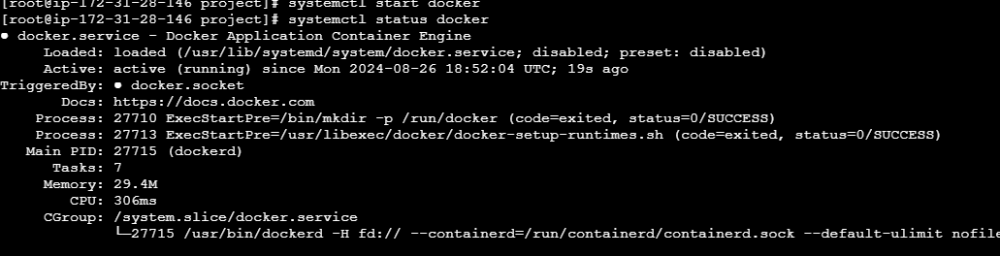 [root@ip-172-31-28-146 project]# systemctl start docker
[root@ip-172-31-28-146 project]# systemctl status docker
● docker.service - Docker Application Container Engine
Loaded: loaded (/usr/lib/systemd/system/docker.service; disabled; preset: disabled)
Active: active (running) since Mon 2024-08-26 18:52:04 UTC; 19s ago
TriggeredBy: ● docker.socket
Docs: https://docs.docker.com
Process: 27710 ExecStartPre=/bin/mkdir -p /run/docker (code=exited, status=0/SUCCESS)
Process: 27713 ExecStartPre=/usr/libexec/docker/docker-setup-runtimes.sh (code=exited, status=0/SUCCESS)
Main PID: 27715 (dockerd)
Tasks: 7
Memory: 29.4M
CPU: 306ms
CGroup: /system.slice/docker.service
└─27715 /usr/bin/dockerd -H fd:// --containerd=/run/containerd/containerd.sock --default-ulimit nofile